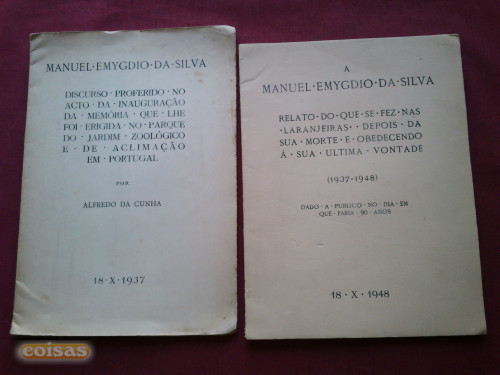 MANUEL·EMYGDIO·DA·SILVA
DISCURSO·PROFERIDO·NO
ACTO·DA·INAUGURAÇÃO
DA·MEMÓRIA·QUE·LHE
FOI·ERIGIDA·NO·PARQUE
DO·JARDIM·ZOOLÓGICO
E·DE·ACLIMAÇÃO
EM·PORTUGAL
POR
ALFREDO DA CUNHA
18·X·1937
A
MANUEL·EMYGDIO·DA·SILVA
RELATO·DO·QUE·SE·FEZ·NAS
·LARANJEIRAS·DEPOIS·DA
SUA·MORTE·E·OBEDECENDO
Á·SUA·ULTIMA·VONTADE
(1937-1948)
DADO·A·PUBLICO·NO·DIA·EM
QUE·FARIA·90·ANOS
18·X·1948
coisas